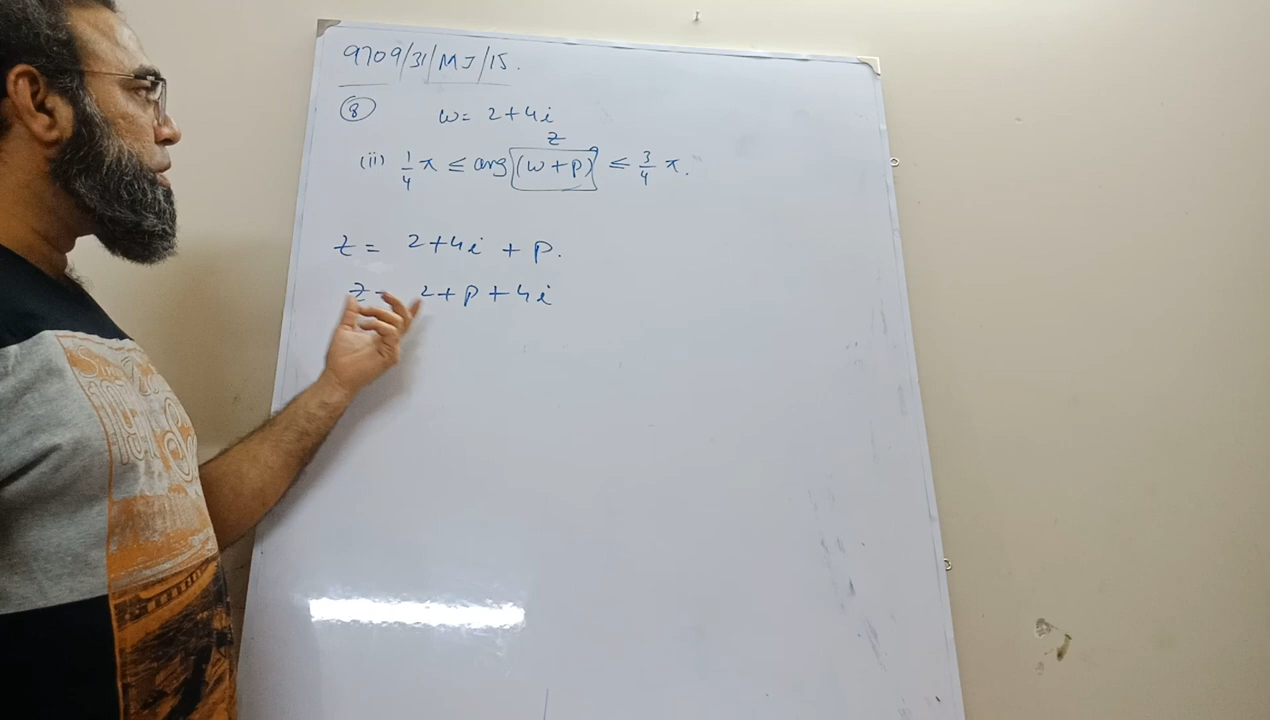 9709/31/MJ/15.
8 w = 2+4i
z
(ii) 1/4 π ≤ arg (w+p) ≤ 3/4 π.
z = 2+4i + p.
z = 2+p+4i